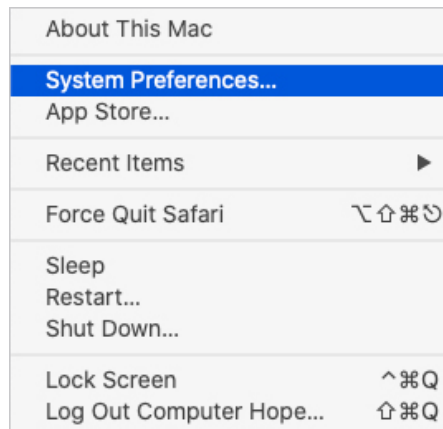 About This Mac
System Preferences...
App Store...
Recent Items ▶
Force Quit Safari ⌥⇧⌘⎋
Sleep
Restart...
Shut Down...
Lock Screen ^⌘Q
Log Out Computer Hope... ⇧⌘Q